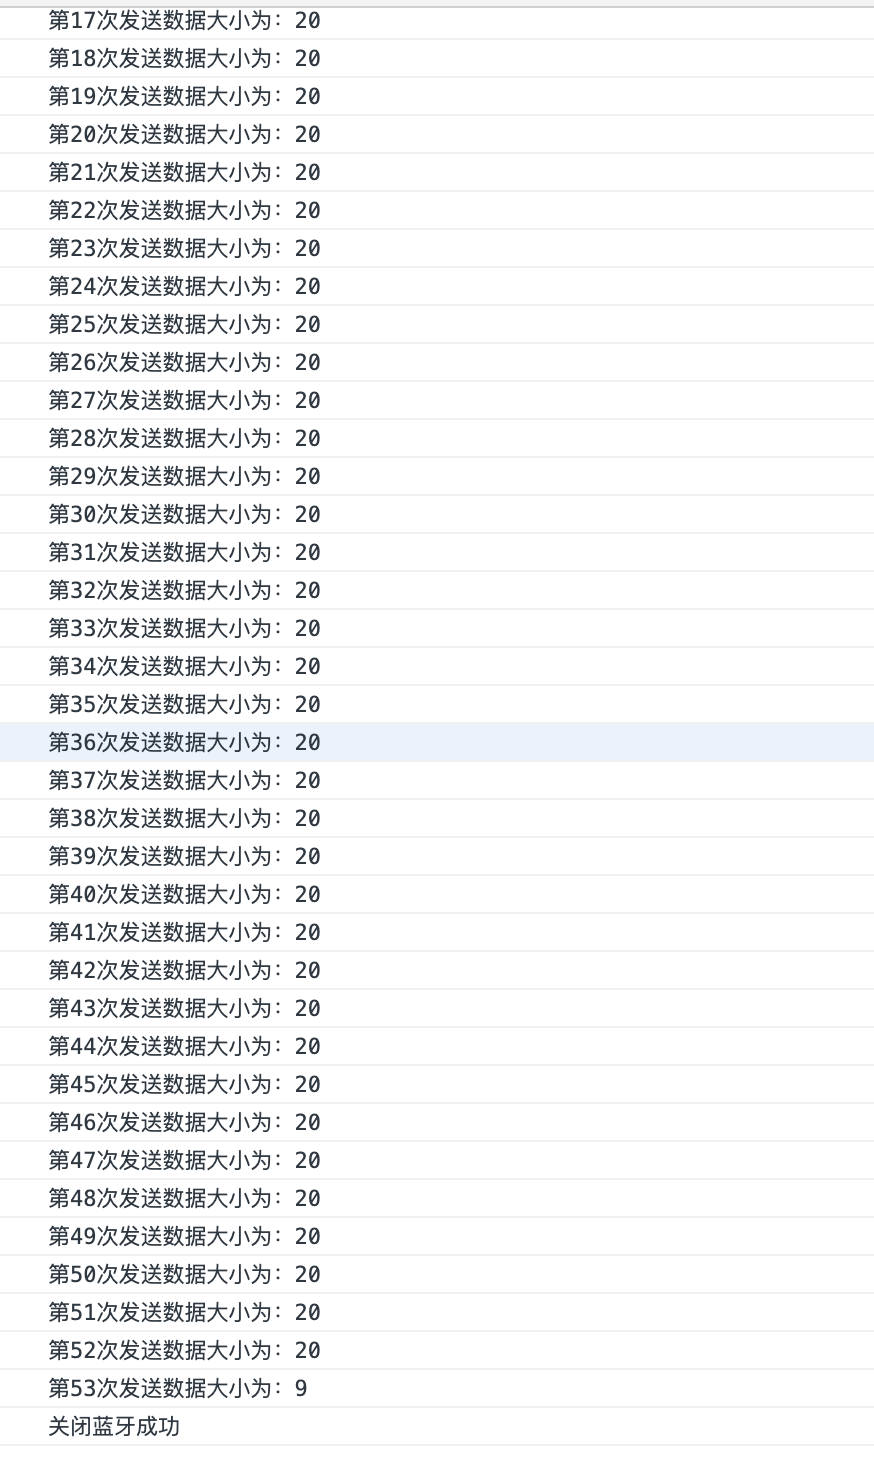 第17次发送数据大小为: 20
第18次发送数据大小为: 20
第19次发送数据大小为: 20
第20次发送数据大小为: 20
第21次发送数据大小为: 20
第22次发送数据大小为: 20
第23次发送数据大小为: 20
第24次发送数据大小为: 20
第25次发送数据大小为: 20
第26次发送数据大小为: 20
第27次发送数据大小为: 20
第28次发送数据大小为: 20
第29次发送数据大小为: 20
第30次发送数据大小为: 20
第31次发送数据大小为: 20
第32次发送数据大小为: 20
第33次发送数据大小为: 20
第34次发送数据大小为: 20
第35次发送数据大小为: 20
第36次发送数据大小为: 20
第37次发送数据大小为: 20
第38次发送数据大小为: 20
第39次发送数据大小为: 20
第40次发送数据大小为: 20
第41次发送数据大小为: 20
第42次发送数据大小为: 20
第43次发送数据大小为: 20
第44次发送数据大小为: 20
第45次发送数据大小为: 20
第46次发送数据大小为: 20
第47次发送数据大小为: 20
第48次发送数据大小为: 20
第49次发送数据大小为: 20
第50次发送数据大小为: 20
第51次发送数据大小为: 20
第52次发送数据大小为: 20
第53次发送数据大小为: 9
关闭蓝牙成功